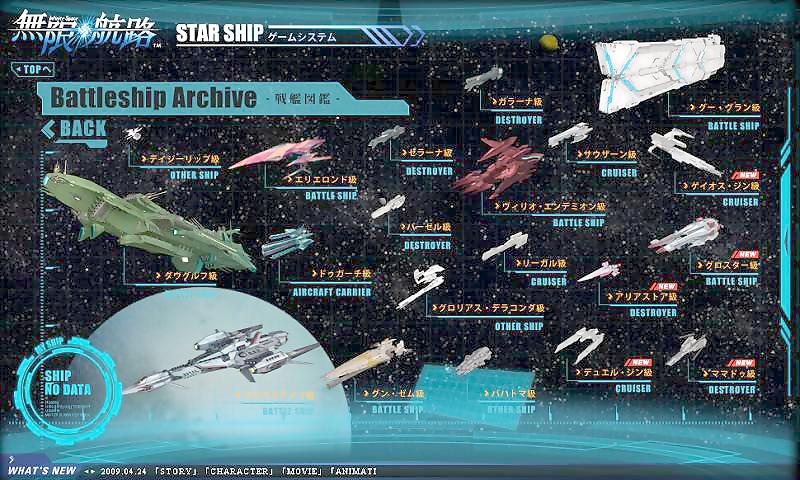 無限航路 TM
STAR SHIP ゲームシステム
TOP
Battleship Archive - 戦艦図鑑 -
BACK
ガラーナ級
DESTROYER
グー・グラン級
BATTLE SHIP
デイジーリップ級
OTHER SHIP
エリエロンド級
BATTLE SHIP
ゼラーナ級
DESTROYER
サウザーン級
CRUISER
NEW
ゲイオス・ジン級
CRUISER
ヴィリオ・エンデミオン級
BATTLE SHIP
バーゼル級
DESTROYER
ダウグルフ級
ドゥガーチ級
AIRCRAFT CARRIER
リーガル級
CRUISER
NEW
グロスター級
BATTLE SHIP
グロリアス・デラコンダ級
OTHER SHIP
NEW
アリアストア級
DESTROYER
MY SHIP
SHIP
NO DATA
BATTLE SHIP
グン・ゼム級
BATTLE SHIP
バハトマ級
OTHER SHIP
NEW
デュエル・ジン級
CRUISER
NEW
ママドゥ級
DESTROYER
WHAT'S NEW 2009.04.24 「STORY」「CHARACTER」「MOVIE」「ANIMATI